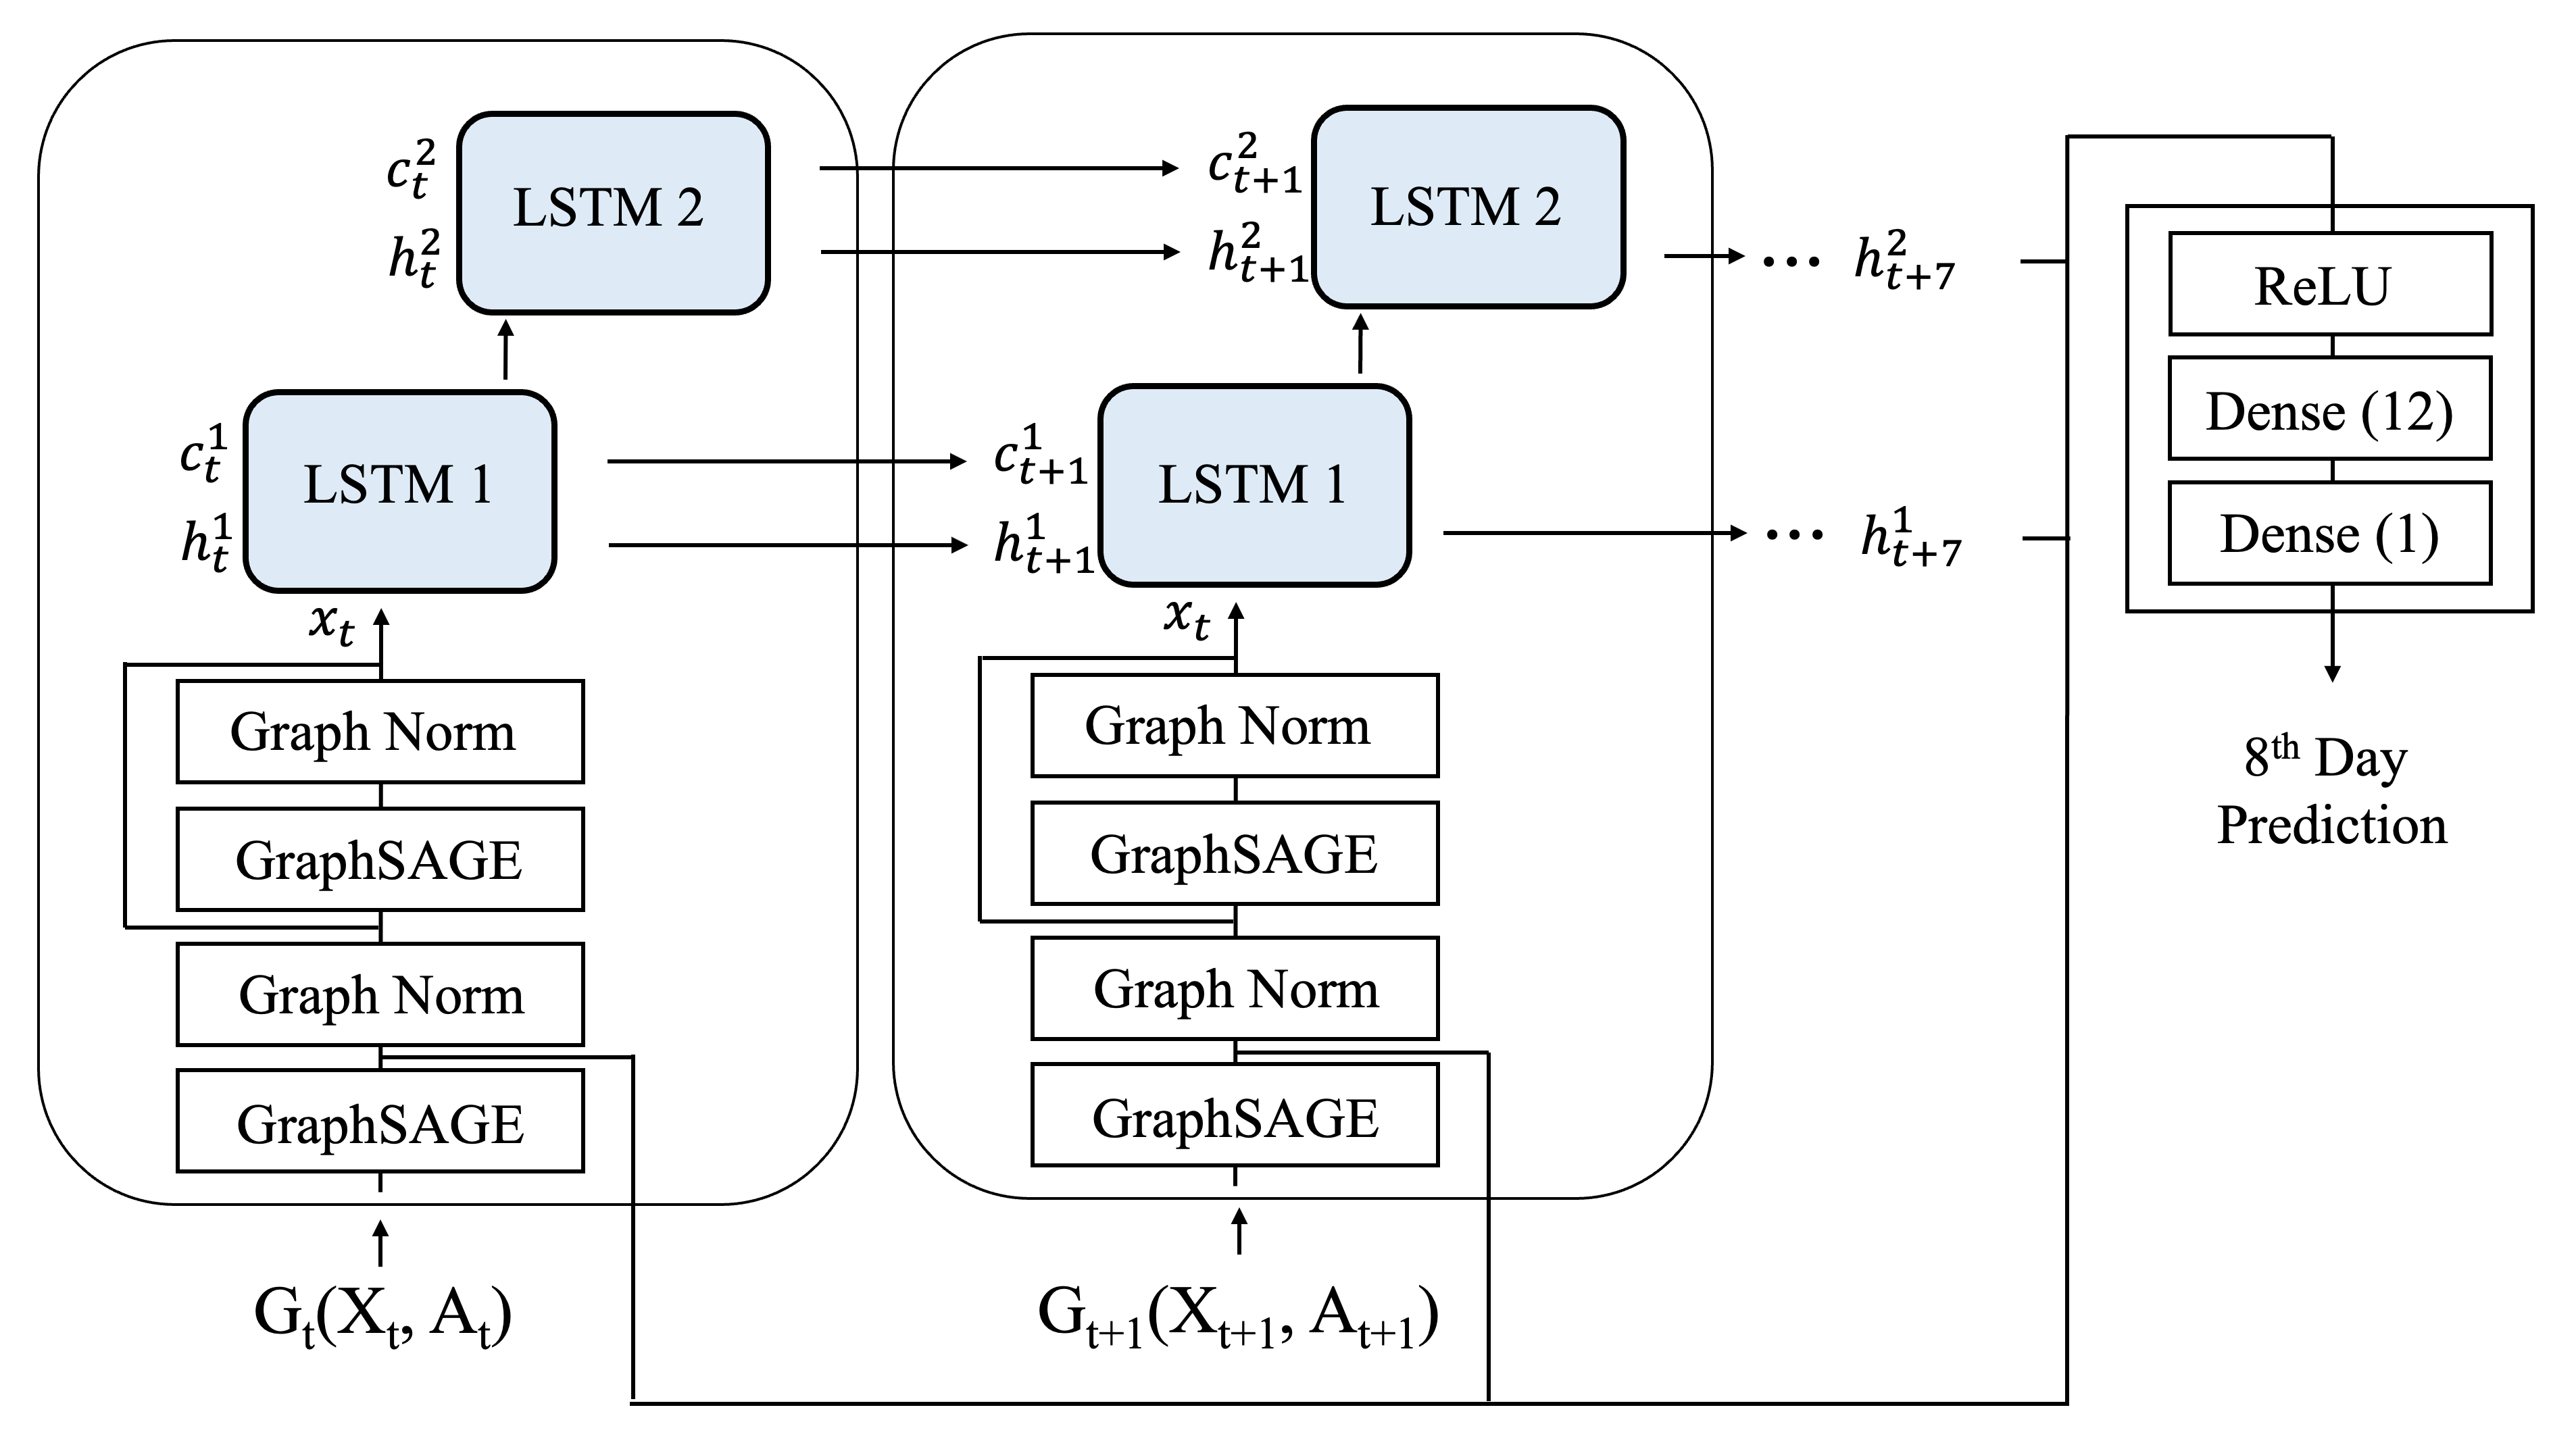 c_t^2
h_t^2
LSTM 2
c_t^1
h_t^1
LSTM 1
x_t
Graph Norm
GraphSAGE
Graph Norm
GraphSAGE
G_t(X_t, A_t)
c_{t+1}^2
h_{t+1}^2
LSTM 2
c_{t+1}^1
h_{t+1}^1
LSTM 1
x_t
Graph Norm
GraphSAGE
Graph Norm
GraphSAGE
G_{t+1}(X_{t+1}, A_{t+1})
... h_{t+7}^2
... h_{t+7}^1
ReLU
Dense (12)
Dense (1)
8th Day
Prediction